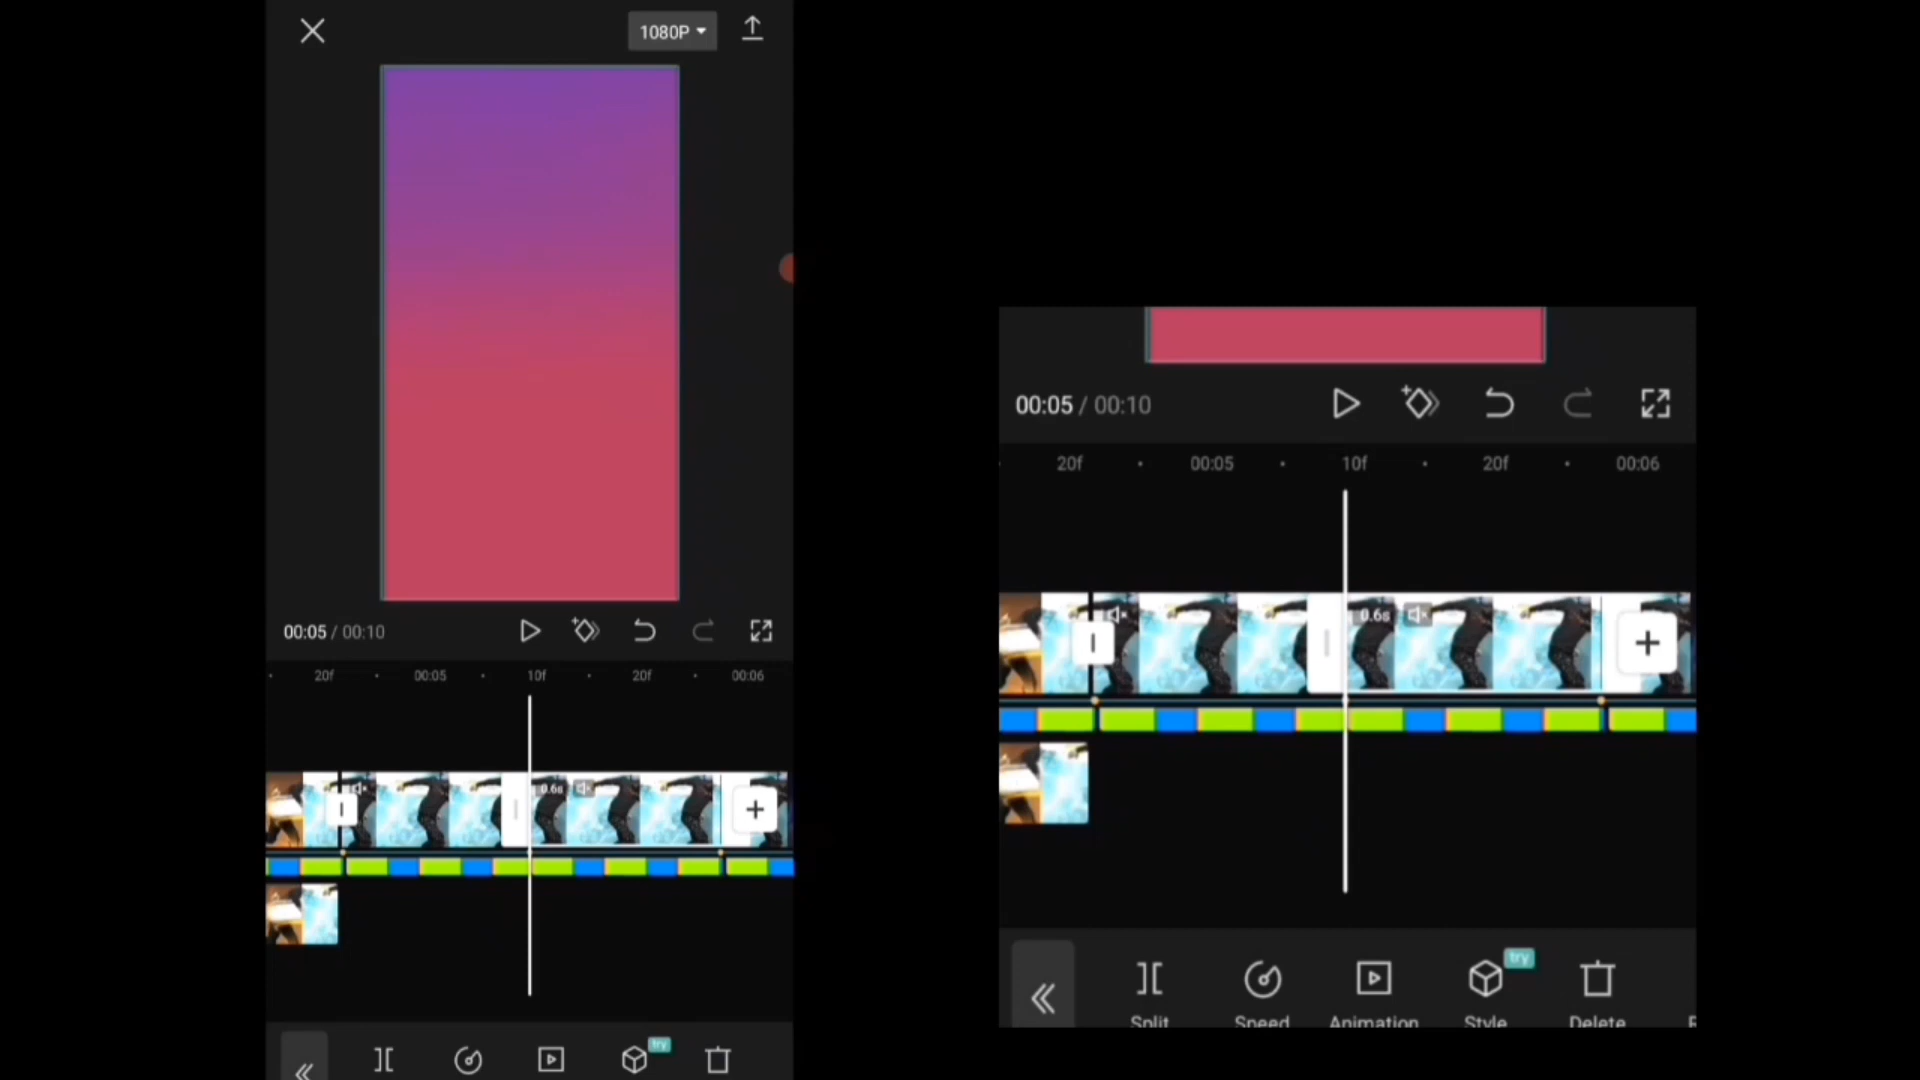 1080P
00:05 / 00:10
20f 00:05 10f 20f 00:06
0.6s
try
00:05 / 00:10
20f 00:05 10f 20f 00:06
0.6s
try
Split Speed Animation Style Delete